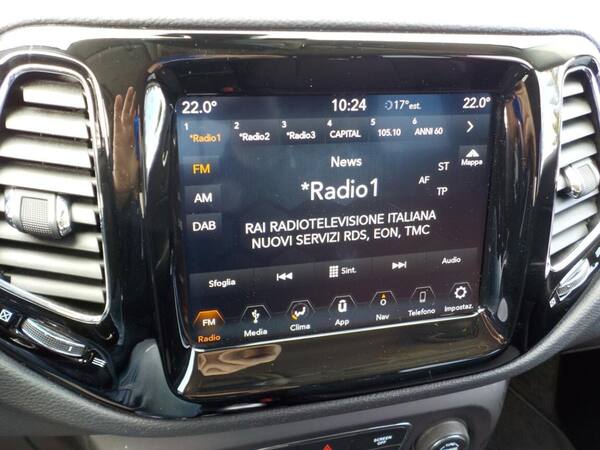 22.0° 10:24 17°est. 22.0°
1 2 3 4 5 6
*Radio1 *Radio2 *Radio3 CAPITAL 105.10 ANNI 60
FM News ST Mappa
*Radio1 AF
AM TP
DAB RAI RADIOTELEVISIONE ITALIANA
NUOVI SERVIZI RDS, EON, TMC
Sfoglia Sint. Audio
FM
Radio Media Clima App Nav Telefono Impostaz.
SCREEN
OFF